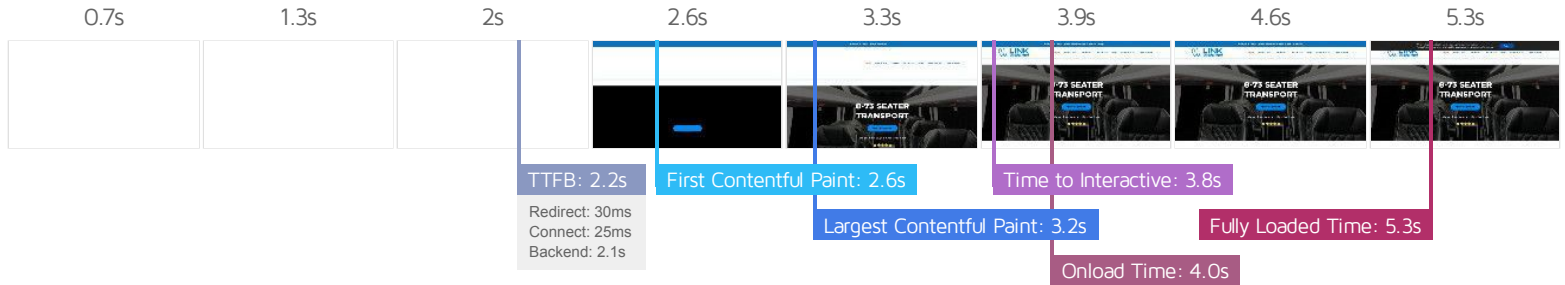 0.7s
1.3s
2s
2.6s
3.3s
3.9s
4.6s
5.3s
LINK
LINK
LINK
8-73 SEATER
TRANSPORT
8-73 SEATER
TRANSPORT
8-73 SEATER
TRANSPORT
8-73 SEATER
TRANSPORT
TTFB: 2.2s
Redirect: 30ms
Connect: 25ms
Backend: 2.1s
First Contentful Paint: 2.6s
Largest Contentful Paint: 3.2s
Time to Interactive: 3.8s
Onload Time: 4.0s
Fully Loaded Time: 5.3s